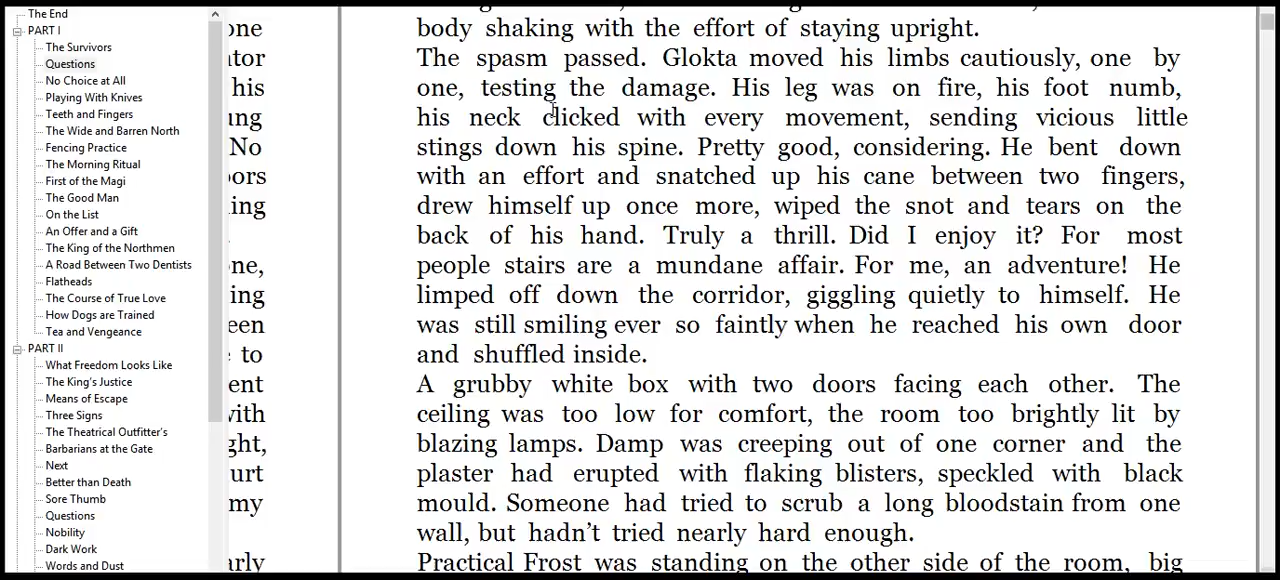 The End
PART I
The Survivors
Questions
No Choice at All
Playing With Knives
Teeth and Fingers
The Wide and Barren North
Fencing Practice
The Morning Ritual
First of the Magi
The Good Man
On the List
An Offer and a Gift
The King of the Northmen
A Road Between Two Dentists
Flatheads
The Course of True Love
How Dogs are Trained
Tea and Vengeance
PART II
What Freedom Looks Like
The King's Justice
Means of Escape
Three Signs
The Theatrical Outfitter's
Barbarians at the Gate
Next
Better than Death
Sore Thumb
Questions
Nobility
Dark Work
Words and Dust
his
No
to
my
body shaking with the effort of staying upright.
The spasm passed. Glokta moved his limbs cautiously, one by
one, testing the damage. His leg was on fire, his foot numb,
his neck clicked with every movement, sending vicious little
stings down his spine. Pretty good, considering. He bent down
with an effort and snatched up his cane between two fingers,
drew himself up once more, wiped the snot and tears on the
back of his hand. Truly a thrill. Did I enjoy it? For most
people stairs are a mundane affair. For me, an adventure! He
limped off down the corridor, giggling quietly to himself. He
was still smiling ever so faintly when he reached his own door
and shuffled inside.
A grubby white box with two doors facing each other. The
ceiling was too low for comfort, the room too brightly lit by
blazing lamps. Damp was creeping out of one corner and the
plaster had erupted with flaking blisters, speckled with black
mould. Someone had tried to scrub a long bloodstain from one
wall, but hadn't tried nearly hard enough.
Practical Frost was standing on the other side of the room, big